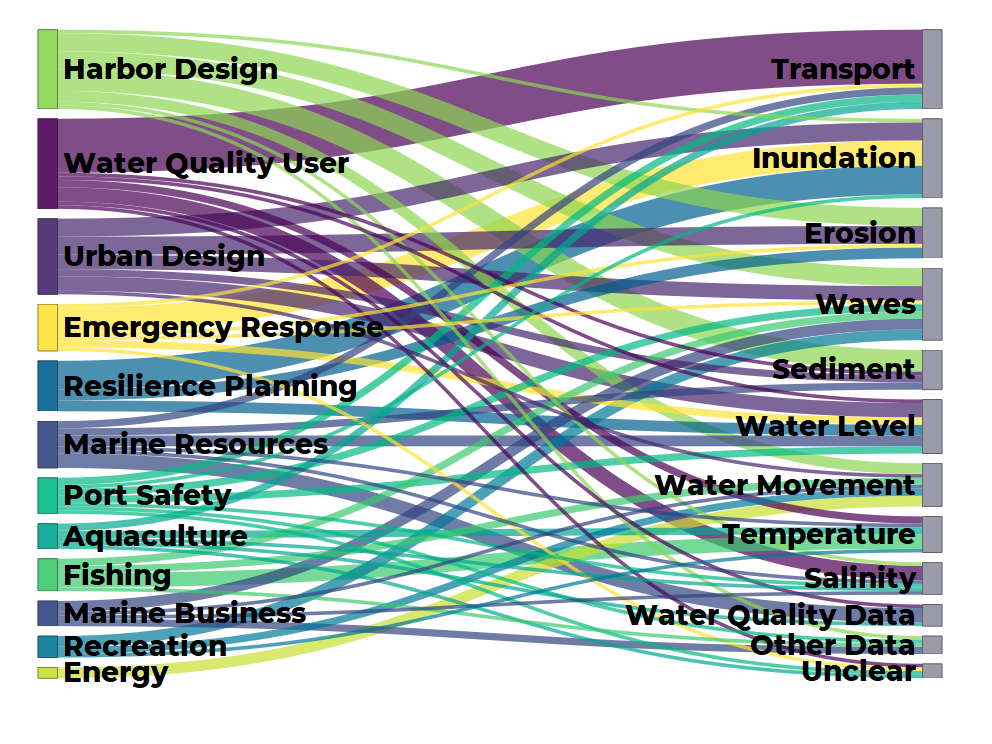 Harbor Design
Water Quality User
Urban Design
Emergency Response
Resilience Planning
Marine Resources
Port Safety
Aquaculture
Fishing
Marine Business
Recreation
Energy
Transport
Inundation
Erosion
Waves
Sediment
Water Level
Water Movement
Temperature
Salinity
Water Quality Data
Other Data
Unclear